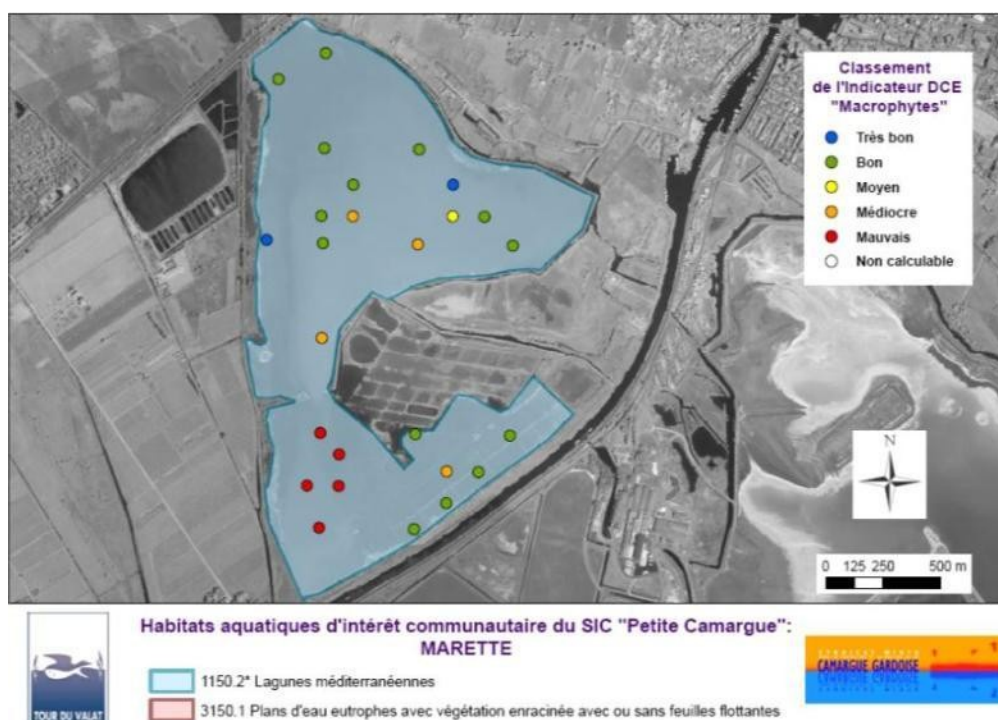 Classement
de l'Indicateur DCE
"Macrophytes"
Très bon
Bon
Moyen
Médiocre
Mauvais
Non calculable
N
0 125 250 500 m
Habitats aquatiques d'intérêt communautaire du SIC "Petite Camargue":
MARETTE
1150.2* Lagunes méditerranéennes
3150.1 Plans d'eau eutrophes avec végétation enracinée avec ou sans feuilles flottantes
TOUR DU VALAT
SYNDICAT MIXTE
CAMARGUE GARDOISE